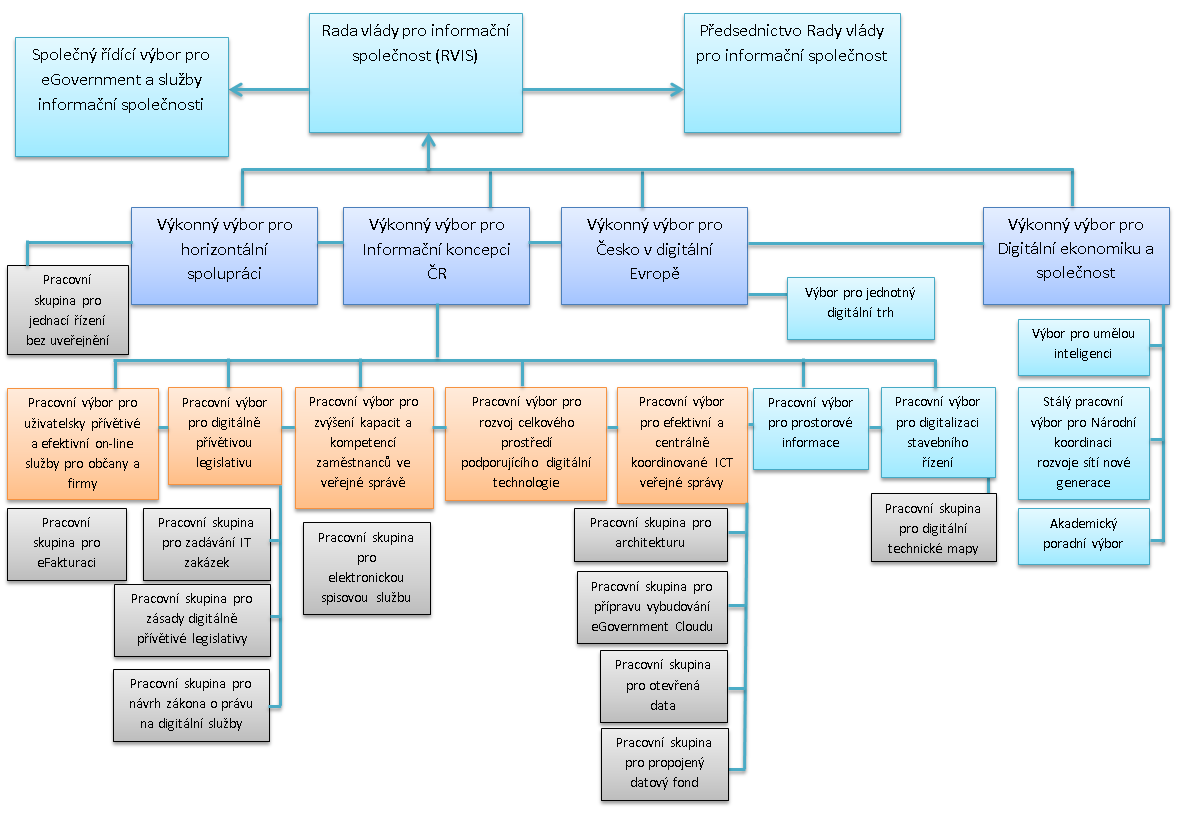 Společný řídící výbor pro
eGovernment a služby
informační společnosti
Rada vlády pro informační
společnost (RVIS)
Předsednictvo Rady vlády
pro informační společnost
Výkonný výbor pro
horizontální
spolupráci
Výkonný výbor pro
Informační koncepci
ČR
Výkonný výbor pro
Česko v digitální
Evropě
Výkonný výbor pro
Digitální ekonomiku a
společnost
Pracovní
skupina pro
jednací řízení
bez uveřejnění
Výbor pro jednotný
digitální trh
Výbor pro umělou
inteligenci
Stálý pracovní
výbor pro Národní
koordinaci
rozvoje sítí nové
generace
Akademický
poradní výbor
Pracovní výbor pro
uživatelsky přívětivé
a efektivní on-line
služby pro občany a
firmy
Pracovní výbor
pro digitálně
přívětivou
legislativu
Pracovní výbor pro
zvýšení kapacit a
kompetencí
zaměstnanců ve
veřejné správě
Pracovní výbor pro
rozvoj celkového
prostředí
podporujícího digitální
technologie
Pracovní výbor
pro efektivní a
centrálně
koordinované ICT
veřejné správy
Pracovní výbor
pro prostorové
informace
Pracovní výbor
pro digitalizaci
stavebního
řízení
Pracovní
skupina pro
eFakturaci
Pracovní skupina
pro zadávání IT
zakázek
Pracovní skupina pro
zásady digitálně
přívětivé legislativy
Pracovní skupina pro
návrh zákona o právu
na digitální služby
Pracovní skupina
pro
elektronickou
spisovou službu
Pracovní skupina pro
architekturu
Pracovní skupina pro
přípravu vybudování
eGovernment Cloudu
Pracovní skupina
pro otevřená
data
Pracovní skupina
pro propojený
datový fond
Pracovní skupina
pro digitální
technické mapy